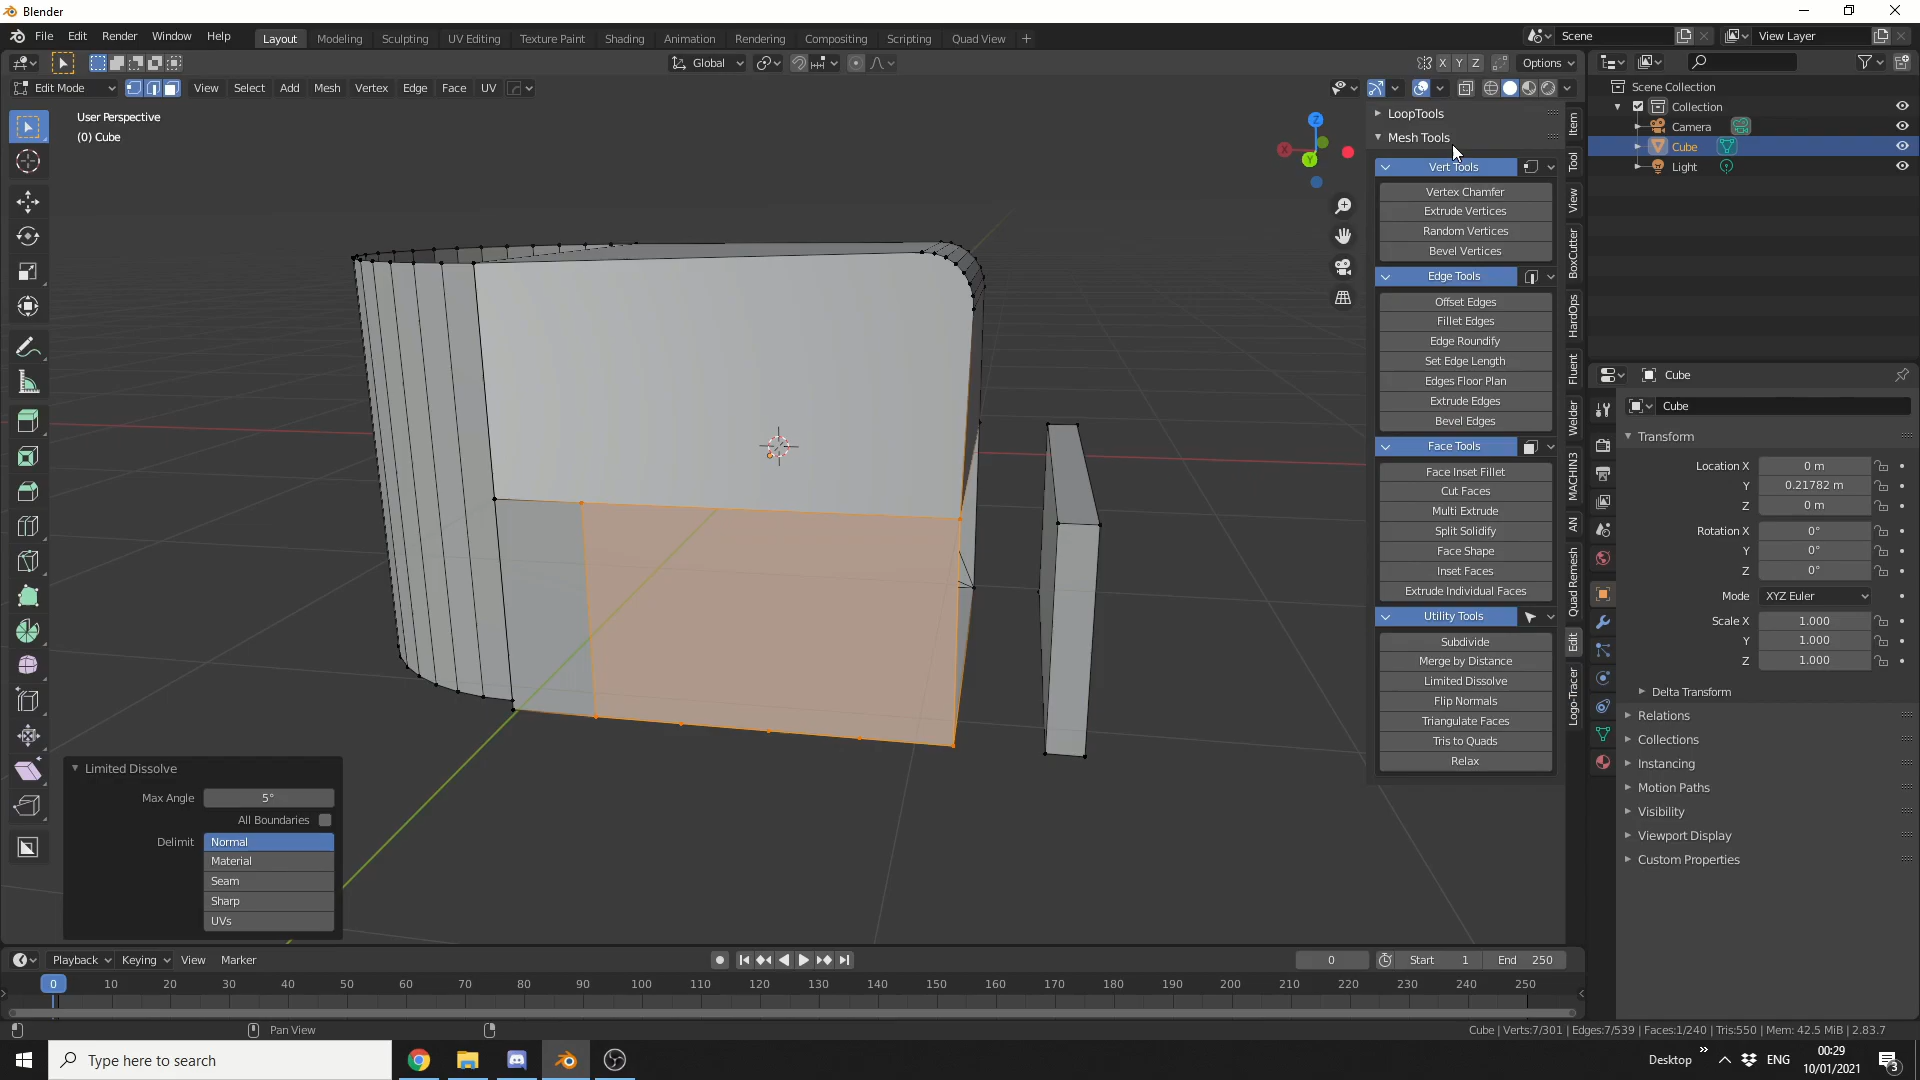 Blender
File Edit Render Window Help
Layout Modeling Sculpting UV Editing Texture Paint Shading Animation Rendering Compositing Scripting Quad View +
Scene
View Layer
Global
X Y Z Options
Edit Mode
View Select Add Mesh Vertex Edge Face UV
User Perspective
(0) Cube
Z
X
Y
LoopTools
Mesh Tools
Vert Tools
Vertex Chamfer
Extrude Vertices
Random Vertices
Bevel Vertices
Edge Tools
Offset Edges
Fillet Edges
Edge Roundify
Set Edge Length
Edges Floor Plan
Extrude Edges
Bevel Edges
Face Tools
Face Inset Fillet
Cut Faces
Multi Extrude
Split Solidify
Face Shape
Inset Faces
Extrude Individual Faces
Utility Tools
Subdivide
Merge by Distance
Limited Dissolve
Flip Normals
Triangulate Faces
Tris to Quads
Relax
Item
Tool
View
BoxCutter
HardOps
Fluent
Welder
MACHIN3
AN
Quad Remesh
Edit
Logo-Tracer
Scene Collection
Collection
Camera
Cube
Light
Cube
Cube
Transform
Location X 0 m
Y 0.21782 m
Z 0 m
Rotation X 0°
Y 0°
Z 0°
Mode XYZ Euler
Scale X 1.000
Y 1.000
Z 1.000
Delta Transform
Relations
Collections
Instancing
Motion Paths
Visibility
Viewport Display
Custom Properties
Limited Dissolve
Max Angle 5°
All Boundaries
Delimit Normal
Material
Seam
Sharp
UVs
Playback Keying View Marker
0 Start 1 End 250
0 10 20 30 40 50 60 70 80 90 100 110 120 130 140 150 160 170 180 190 200 210 220 230 240 250
Pan View
Cube | Verts:7/301 | Edges:7/539 | Faces:1/240 | Tris:550 | Mem: 42.5 MiB | 2.83.7
Type here to search
Desktop » ENG 00:29
10/01/2021
3